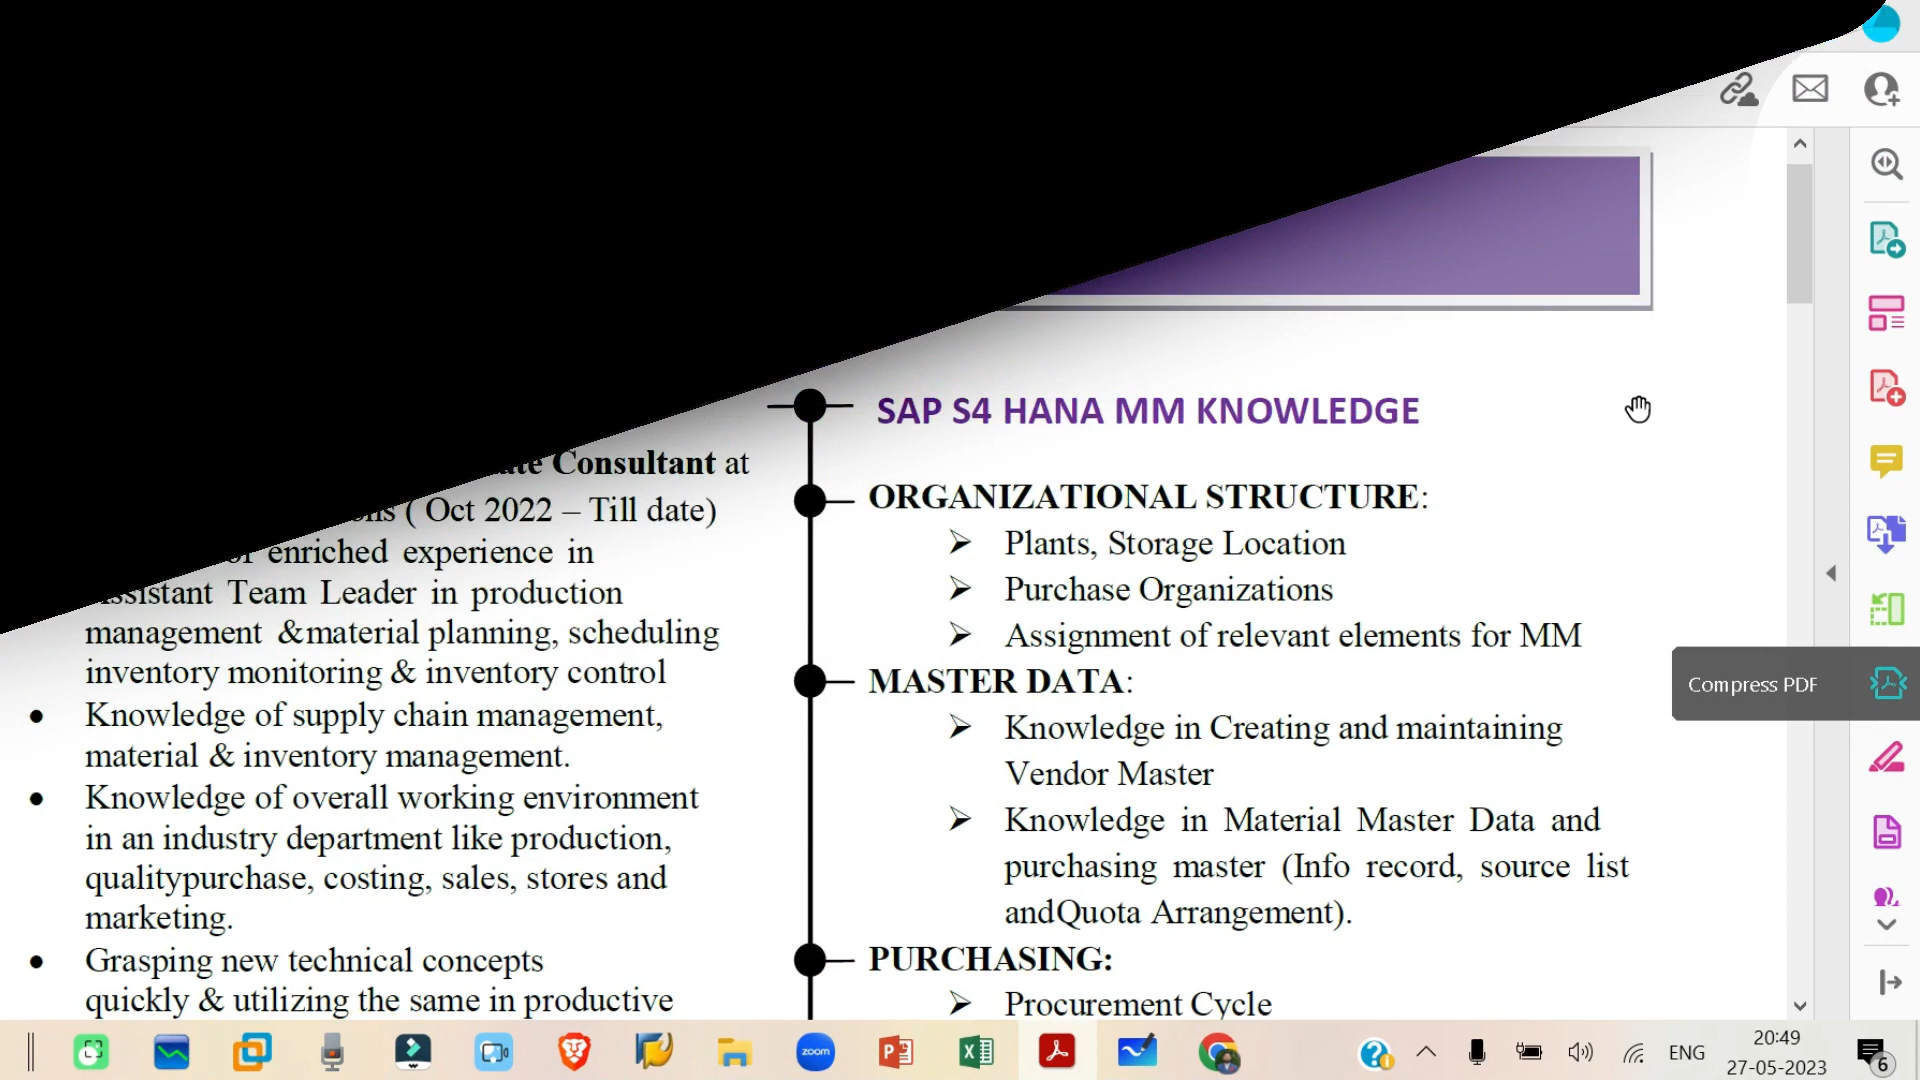 Consultant at
( Oct 2022 – Till date)
enriched experience in
Assistant Team Leader in production
management &material planning, scheduling
inventory monitoring & inventory control
• Knowledge of supply chain management,
material & inventory management.
• Knowledge of overall working environment
in an industry department like production,
qualitypurchase, costing, sales, stores and
marketing.
• Grasping new technical concepts
quickly & utilizing the same in productive
SAP S4 HANA MM KNOWLEDGE
ORGANIZATIONAL STRUCTURE:
➢ Plants, Storage Location
➢ Purchase Organizations
➢ Assignment of relevant elements for MM
MASTER DATA:
➢ Knowledge in Creating and maintaining
Vendor Master
➢ Knowledge in Material Master Data and
purchasing master (Info record, source list
andQuota Arrangement).
PURCHASING:
➢ Procurement Cycle
Compress PDF
zoom
ENG
20:49
27-05-2023
6